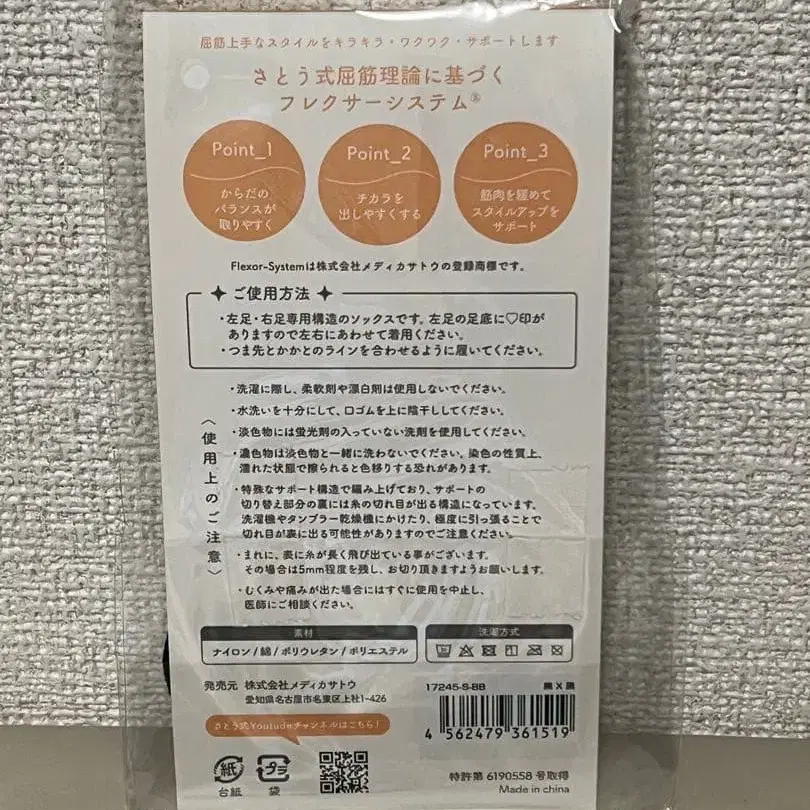 屈筋上手なスタイルをキラキラ・ワクワク・サポートします
さとう式屈筋理論に基づく
フレクサーシステム®
Point_1
からだの
バランスが
取りやすく
Point_2
チカラを
出しやすくする
Point_3
筋肉を緩めて
スタイルアップを
サポート
Flexor-Systemは株式会社メディカサトウの登録商標です。
ご使用方法
・左足・右足専用構造のソックスです。左足の足底に♡印が
ありますので左右にあわせて着用ください。
・つま先とかかとのラインを合わせるように履いてください。
〈使用上のご注意〉
・洗濯に際し、柔軟剤や漂白剤は使用しないでください。
・水洗いを十分にして、口ゴムを上に陰干ししてください。
・淡色物には蛍光剤の入っていない洗剤を使用してください。
・濃色物は淡色物と一緒に洗わないでください。染色の性質上、
濡れた状態で擦られると色移りする恐れがあります。
・特殊なサポート構造で編み上げており、サポートの
切り替え部分の裏には糸の切れ目が出る構造になっています。
洗濯機やタンブラー乾燥機にかけたり、極度に引っ張ることで
切れ目が表に出る可能性がありますのでご注意ください。
・まれに、表に糸が長く飛び出ている事がございます。
その場合は5mm程度を残し、お切り頂きますようお願いします。
・むくみや痛みが出た場合にはすぐに使用を中止し、
医師にご相談ください。
素材
ナイロン/綿/ポリウレタン/ポリエステル
洗濯方式
発売元 株式会社メディカサトウ
愛知県名古屋市名東区上社1-426
さとう式Youtubeチャンネルはこちら!
17245-S-BB
黒X黒
4 562479 361519
紙
台紙
プラ
袋
特許第 6190558 号取得
Made in china